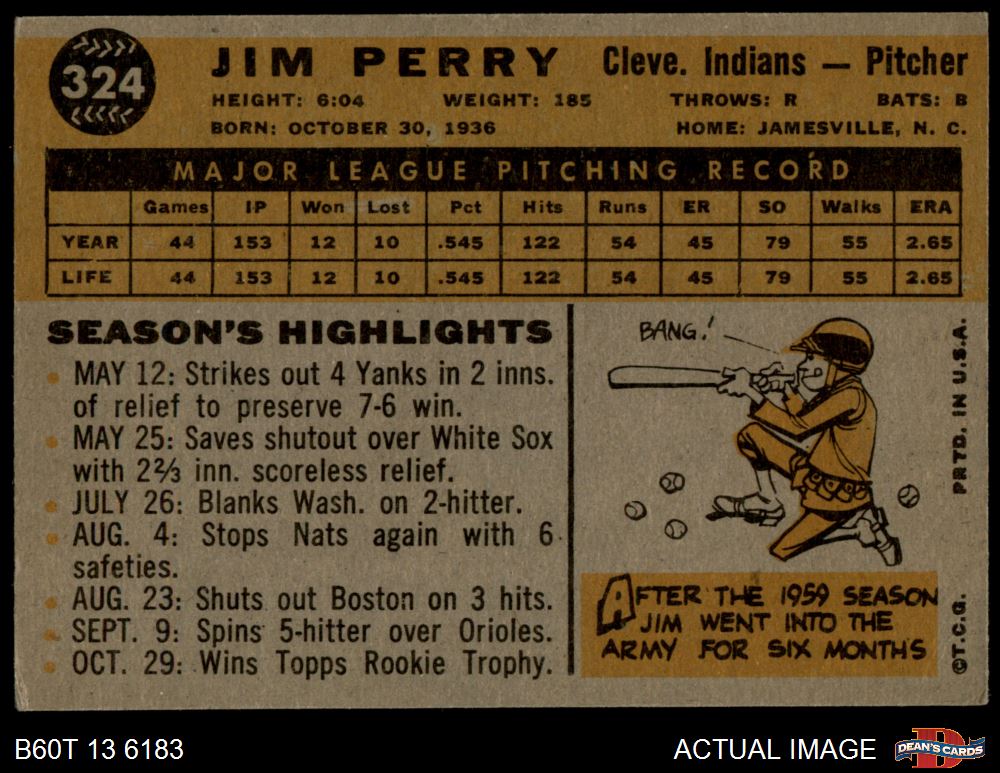 324
JIM PERRY Cleve. Indians — Pitcher
HEIGHT: 6:04 WEIGHT: 185 THROWS: R BATS: B
BORN: OCTOBER 30, 1936 HOME: JAMESVILLE, N. C.
MAJOR LEAGUE PITCHING RECORD
Games IP Won Lost Pct Hits Runs ER SO Walks ERA
YEAR 44 153 12 10 .545 122 54 45 79 55 2.65
LIFE 44 153 12 10 .545 122 54 45 79 55 2.65
SEASON'S HIGHLIGHTS
MAY 12: Strikes out 4 Yanks in 2 inns.
of relief to preserve 7-6 win.
MAY 25: Saves shutout over White Sox
with 2⅔ inn. scoreless relief.
JULY 26: Blanks Wash. on 2-hitter.
AUG. 4: Stops Nats again with 6
safeties.
AUG. 23: Shuts out Boston on 3 hits.
SEPT. 9: Spins 5-hitter over Orioles.
OCT. 29: Wins Topps Rookie Trophy.
BANG!
AFTER THE 1959 SEASON
JIM WENT INTO THE
ARMY FOR SIX MONTHS
©T.C.G. PRTD. IN U.S.A.
B60T 13 6183
ACTUAL IMAGE
D
DEAN'S CARDS